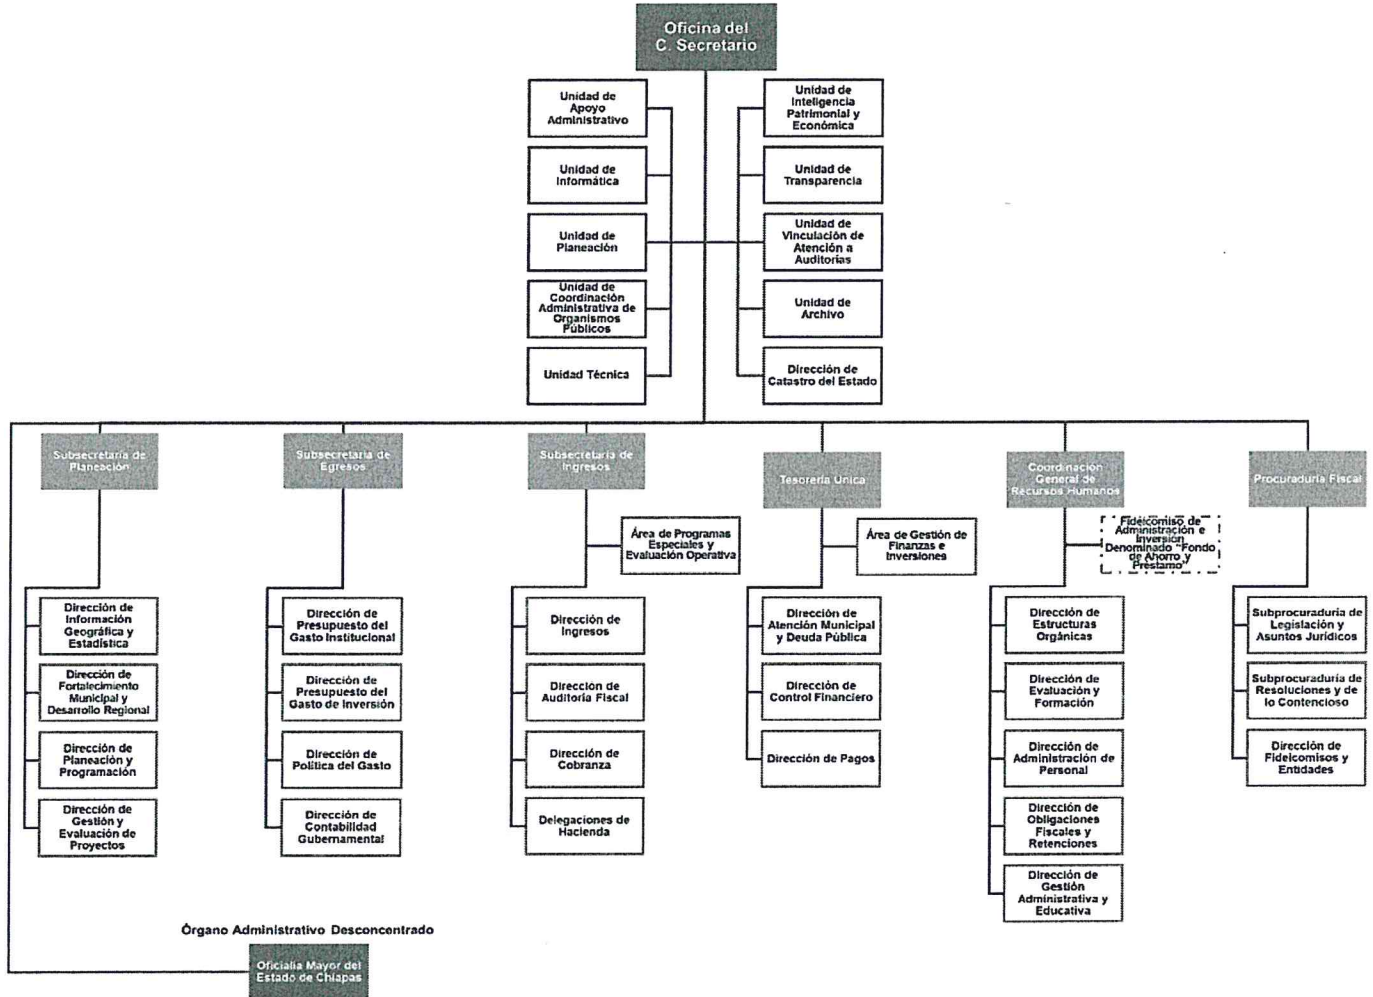 Oficina del
C. Secretario
Unidad de
Apoyo
Administrativo
Unidad de
Inteligencia
Patrimonial y
Económica
Unidad de
Informática
Unidad de
Transparencia
Unidad de
Planeación
Unidad de
Vinculación de
Atención a
Auditorías
Unidad de
Coordinación
Administrativa de
Organismos
Públicos
Unidad de
Archivo
Unidad Técnica
Dirección de
Catastro del Estado
Subsecretaría de
Planeación
Subsecretaría de
Egresos
Subsecretaría de
Ingresos
Tesorería Única
Coordinación
General de
Recursos Humanos
Procuraduría Fiscal
Área de Programas
Especiales y
Evaluación Operativa
Área de Gestión de
Finanzas e
Inversiones
Fideicomiso de
Administración e
Inversión
Denominado "Fondo
de Ahorro y
Préstamo"
Dirección de
Información
Geográfica y
Estadística
Dirección de
Fortalecimiento
Municipal y
Desarrollo Regional
Dirección de
Planeación y
Programación
Dirección de
Gestión y
Evaluación de
Proyectos
Dirección de
Presupuesto del
Gasto Institucional
Dirección de
Presupuesto del
Gasto de Inversión
Dirección de
Política del Gasto
Dirección de
Contabilidad
Gubernamental
Dirección de
Ingresos
Dirección de
Auditoría Fiscal
Dirección de
Cobranza
Delegaciones de
Hacienda
Dirección de
Atención Municipal
y Deuda Pública
Dirección de
Control Financiero
Dirección de Pagos
Dirección de
Estructuras
Orgánicas
Dirección de
Evaluación y
Formación
Dirección de
Administración de
Personal
Dirección de
Obligaciones
Fiscales y
Retenciones
Dirección de
Gestión
Administrativa y
Educativa
Subprocuraduría de
Legislación y
Asuntos Jurídicos
Subprocuraduría de
Resoluciones y de
lo Contencioso
Dirección de
Fideicomisos y
Entidades
Órgano Administrativo Desconcentrado
Oficialía Mayor del
Estado de Chiapas